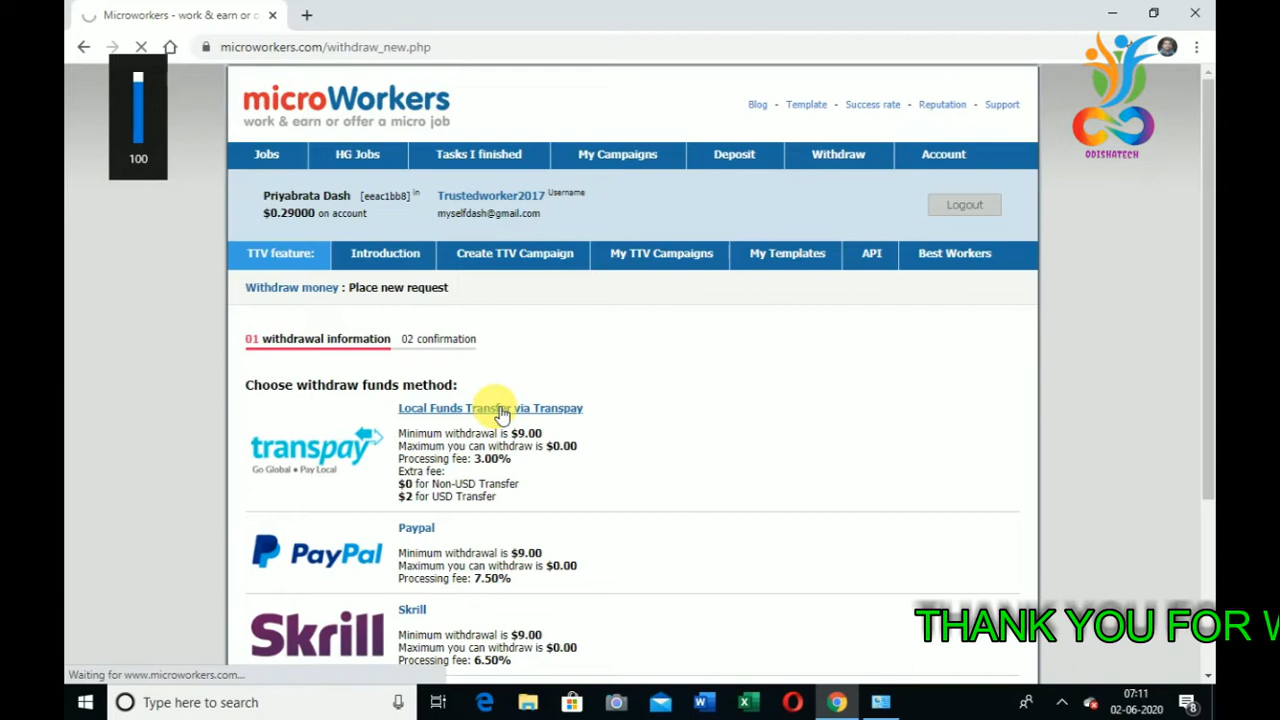 Microworkers - work & earn or o
microworkers.com/withdraw_new.php
100
microWorkers
work & earn or offer a micro job
Blog - Template - Success rate - Reputation - Support
ODISHATECH
Jobs HG Jobs Tasks I finished My Campaigns Deposit Withdraw Account
Priyabrata Dash [eeac1bb8] in Trustedworker2017 Username
$0.29000 on account myselfdash@gmail.com
Logout
TTV feature: Introduction Create TTV Campaign My TTV Campaigns My Templates API Best Workers
Withdraw money : Place new request
01 withdrawal information 02 confirmation
Choose withdraw funds method:
Local Funds Transfer via Transpay
transpay
Go Global • Pay Local
Minimum withdrawal is $9.00
Maximum you can withdraw is $0.00
Processing fee: 3.00%
Extra fee:
$0 for Non-USD Transfer
$2 for USD Transfer
Paypal
PayPal
Minimum withdrawal is $9.00
Maximum you can withdraw is $0.00
Processing fee: 7.50%
Skrill
Skrill
Minimum withdrawal is $9.00
Maximum you can withdraw is $0.00
Processing fee: 6.50%
THANK YOU FOR W
Waiting for www.microworkers.com...
Type here to search
07:11
02-06-2020
8